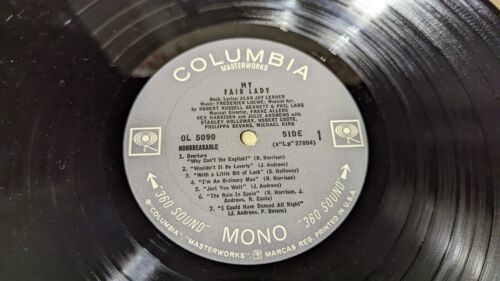 COLUMBIA
MASTERWORKS
MY
FAIR LADY
Book, Lyrics: ALAN JAY LERNER
Music: FREDERICK LOEWE; Musical Arr.
by ROBERT RUSSELL BENNETT & PHIL LANG
Musical Director, FRANZ ALLERS
REX HARRISON and JULIE ANDREWS with
STANLEY HOLLOWAY, ROBERT COOTE,
PHILIPPA BEVANS, MICHAEL KING
OL 5090
NONBREAKABLE
SIDE 1
(x"Lp"37804)
1. Overture
"Why Can't the English?" (R. Harrison)
2. "Wouldn't It Be Loverly" (J. Andrews)
3. "With a Little Bit of Luck" (S. Holloway)
4. "I'm An Ordinary Man" (R. Harrison)
5. "Just You Wait" (J. Andrews)
6. "The Rain In Spain" (R. Harrison, J. Andrews, R. Coote)
7. "I Could Have Danced All Night"
(J. Andrews, P. Bevans)
"360 SOUND" MONO "360 SOUND"
® "COLUMBIA", "MASTERWORKS", MARCAS REG. PRINTED IN U.S.A.